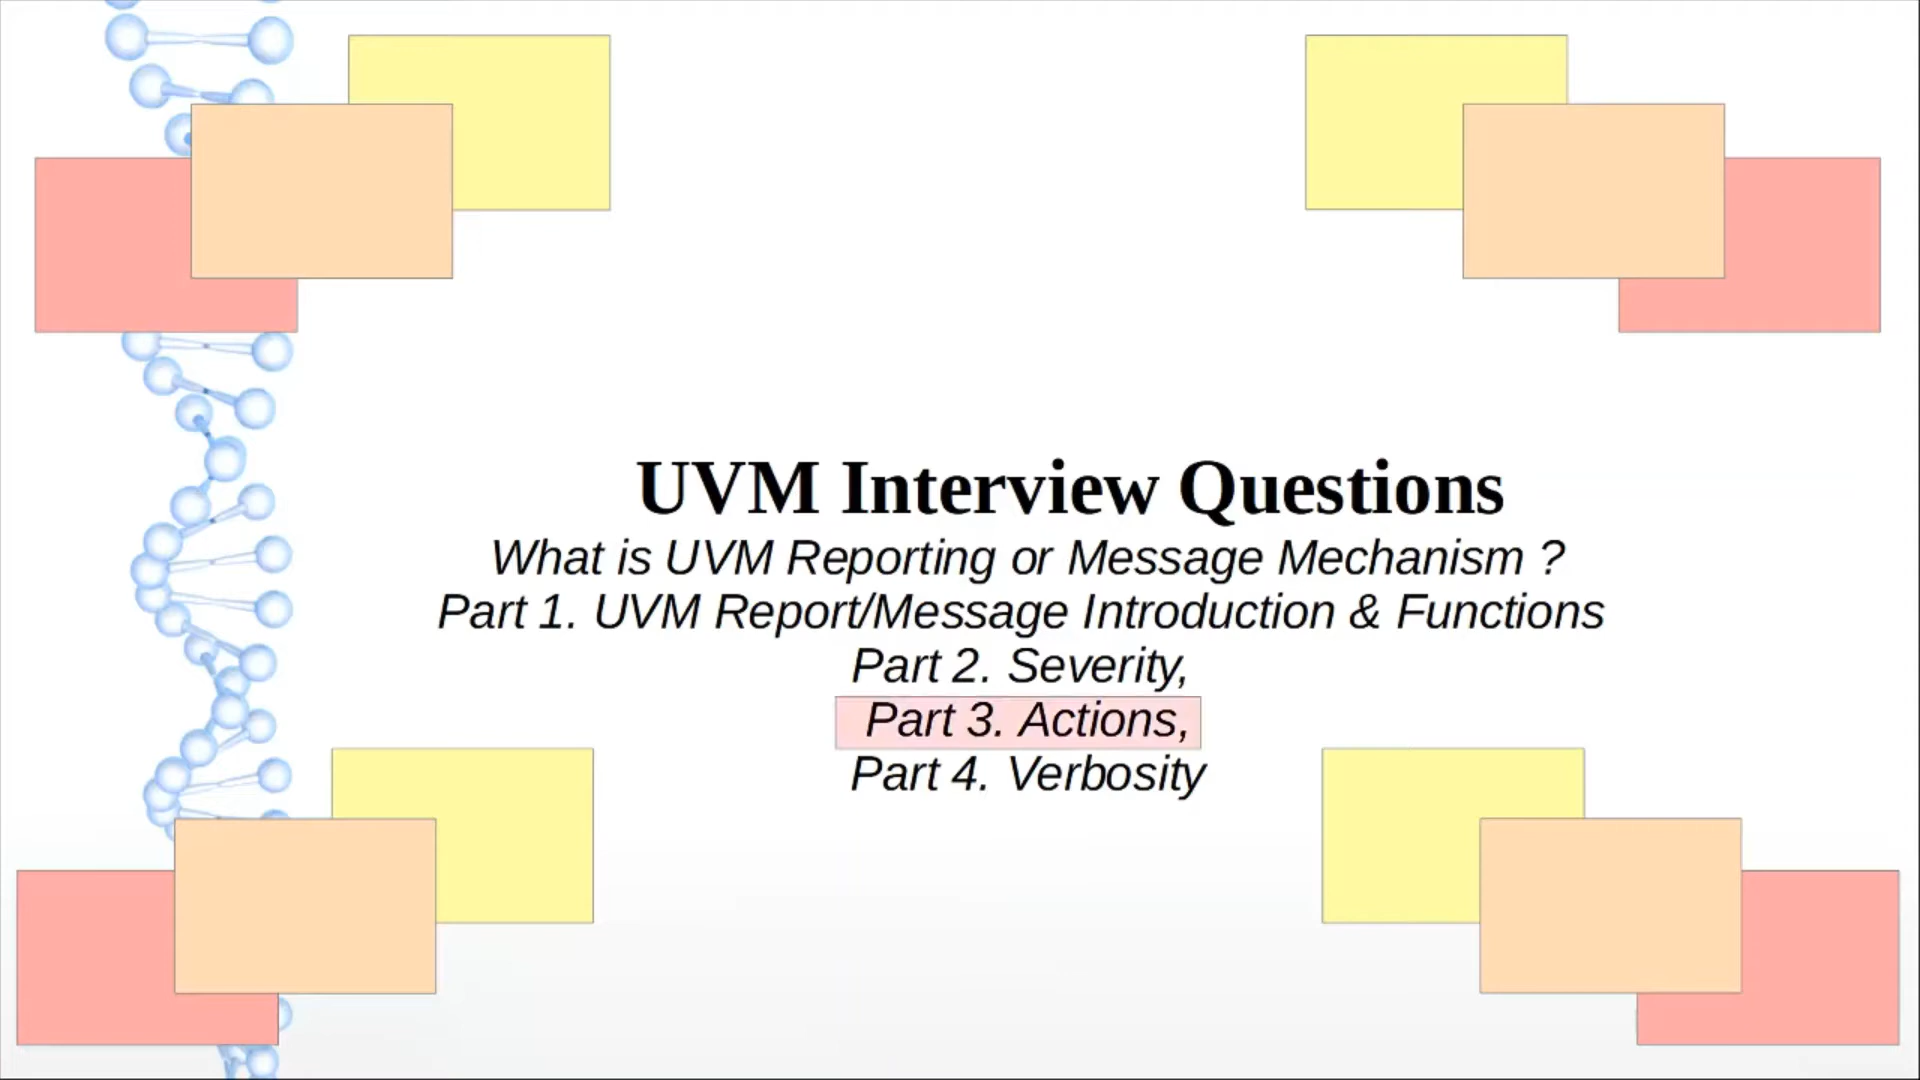 UVM Interview Questions
What is UVM Reporting or Message Mechanism ?
Part 1. UVM Report/Message Introduction & Functions
Part 2. Severity,
Part 3. Actions,
Part 4. Verbosity